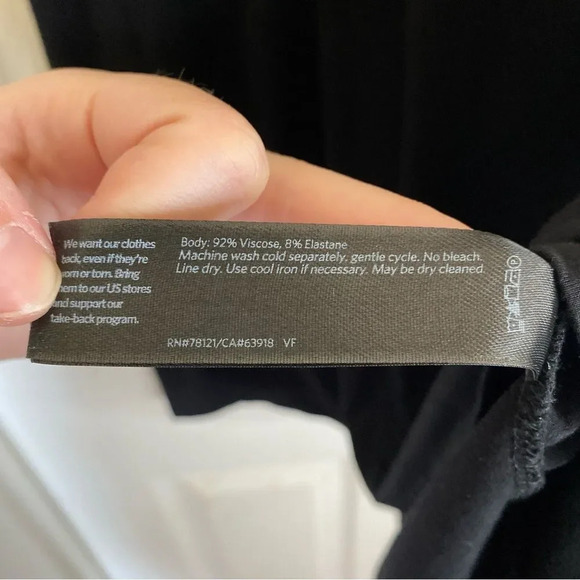 We want our clothes
back, even if they're
worn or torn. Bring
them to our US stores
and support our
take-back program.
Body: 92% Viscose, 8% Elastane
Machine wash cold separately, gentle cycle. No bleach.
Line dry. Use cool iron if necessary. May be dry cleaned.
RN#78121/CA#63918 VF